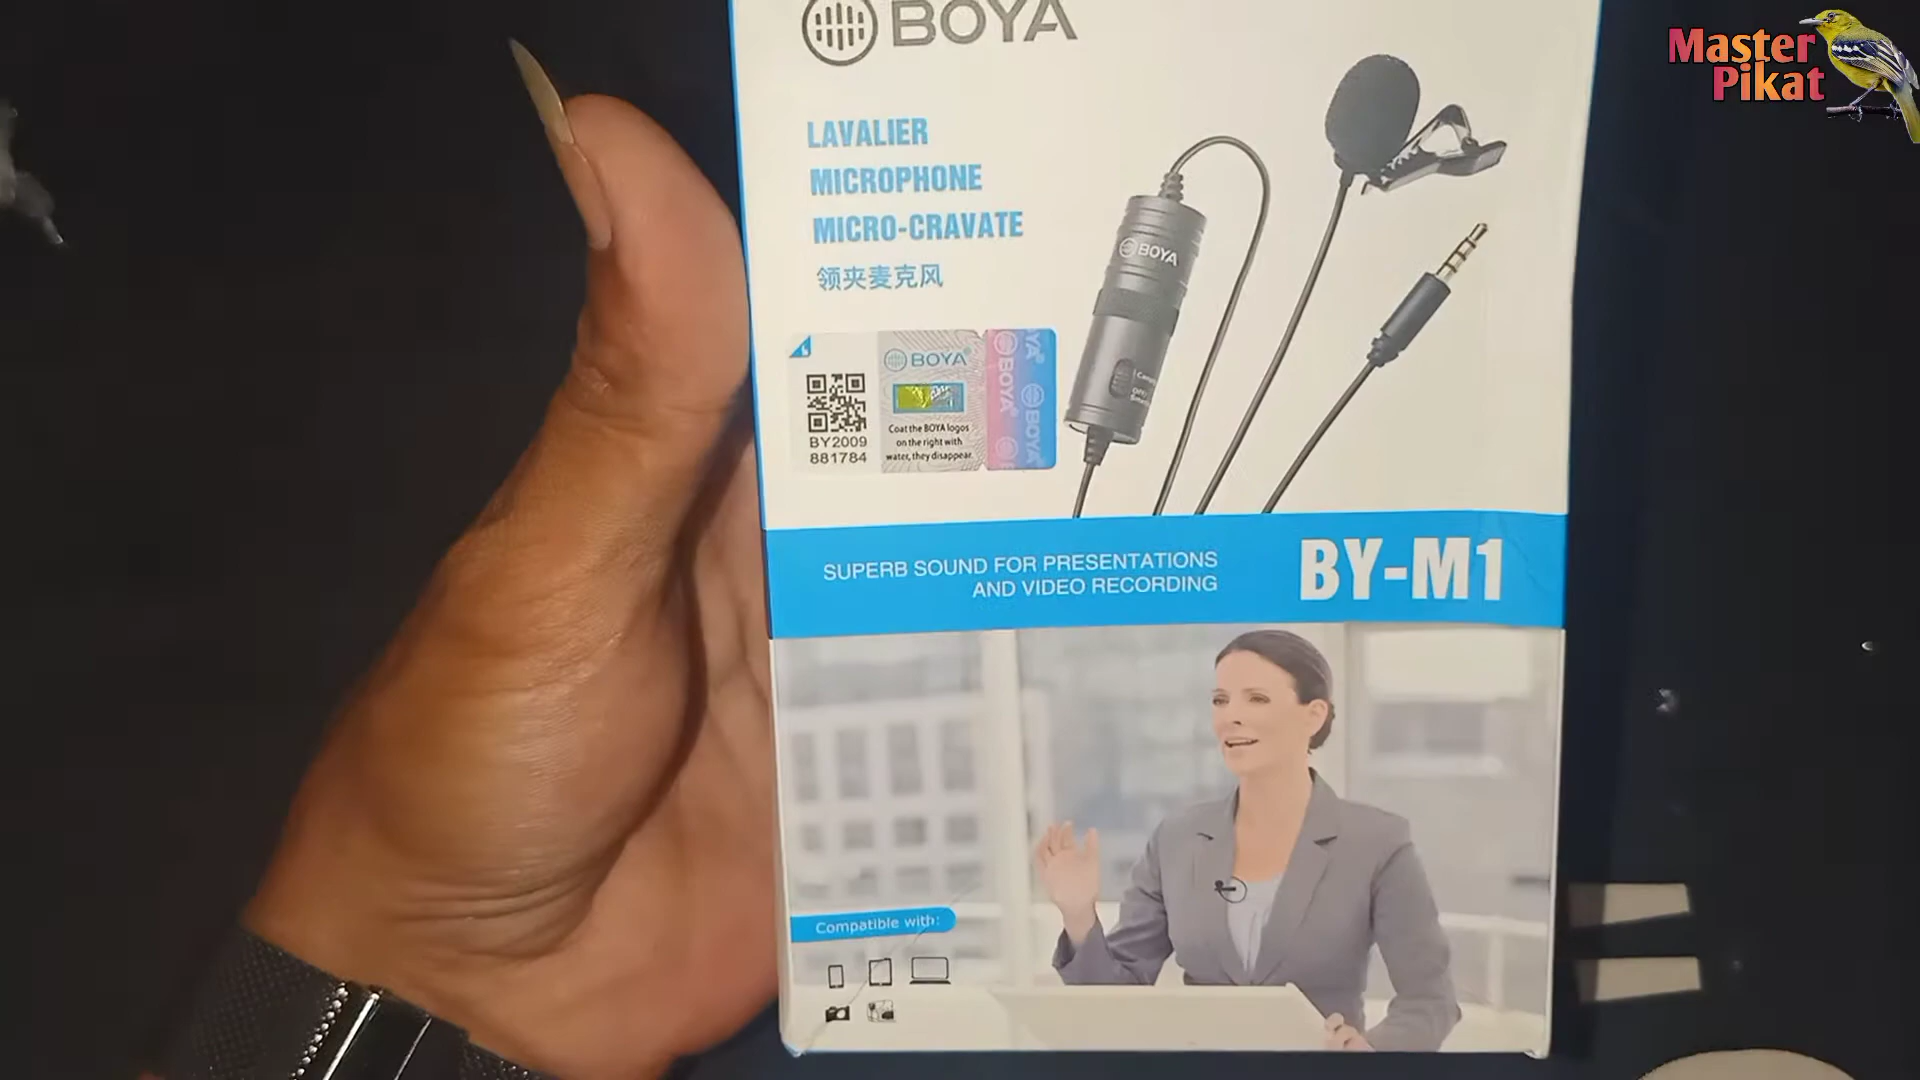 BOYA
Master
Pikat
LAVALIER
MICROPHONE
MICRO-CRAVATE
领夹麦克风
BOYA
BOYA
BY2009
881784
Coat the BOYA logos
on the right with
water, they disappear.
BOYA
BOYA
SUPERB SOUND FOR PRESENTATIONS
AND VIDEO RECORDING
BY-M1
Compatible with: